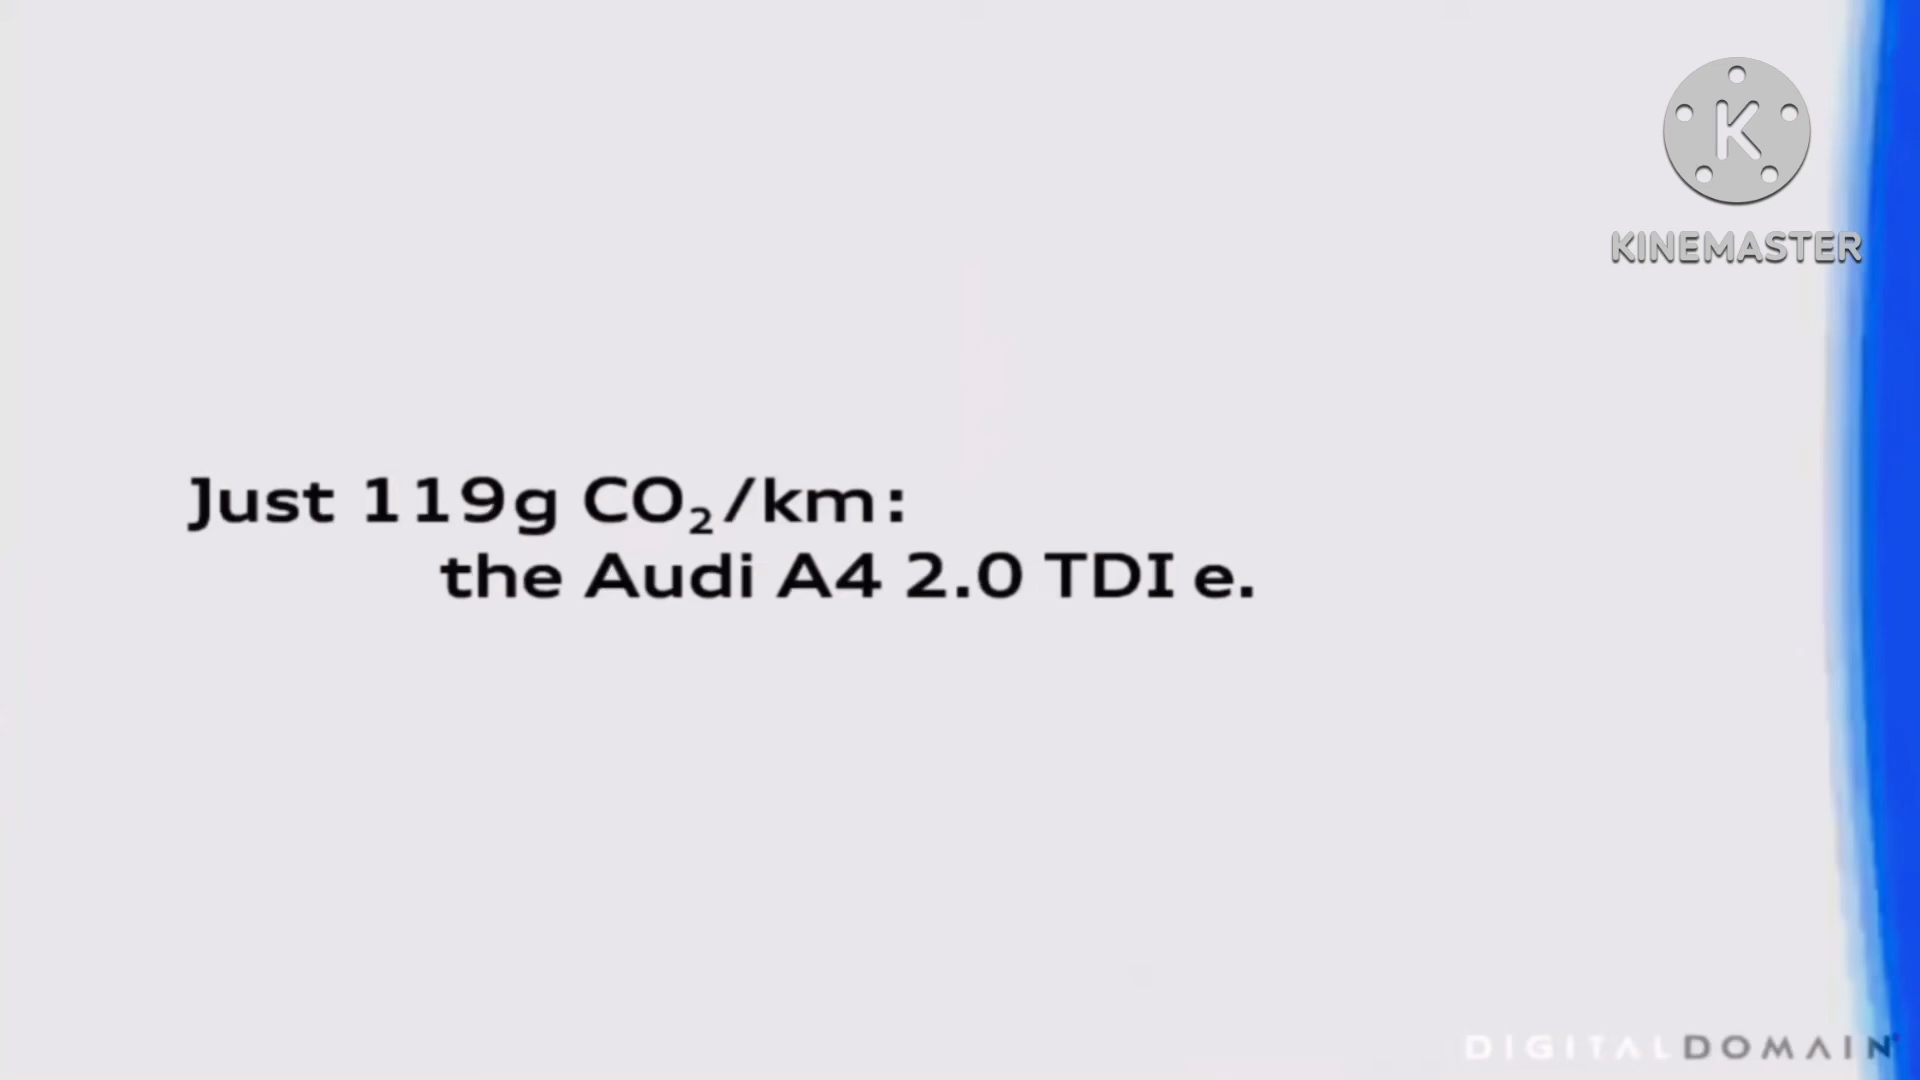 K
KINEMASTER
Just 119g CO₂/km:
the Audi A4 2.0 TDI e.
DIGITALDOMAIN